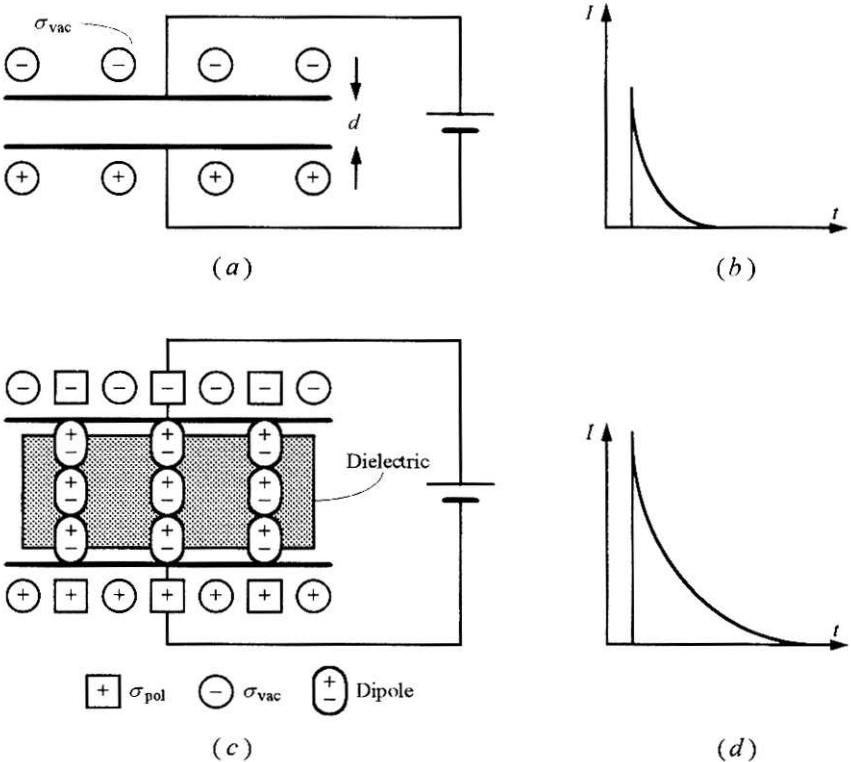 σvac
− − − −
d
+ + + +
(a)
I
t
(b)
− − − − − − −
+ + +
− − −
+ + +
− − −
+ + +
− − −
Dielectric
+ + + + + + +
+ σpol − σvac + − Dipole
(c)
I
t
(d)